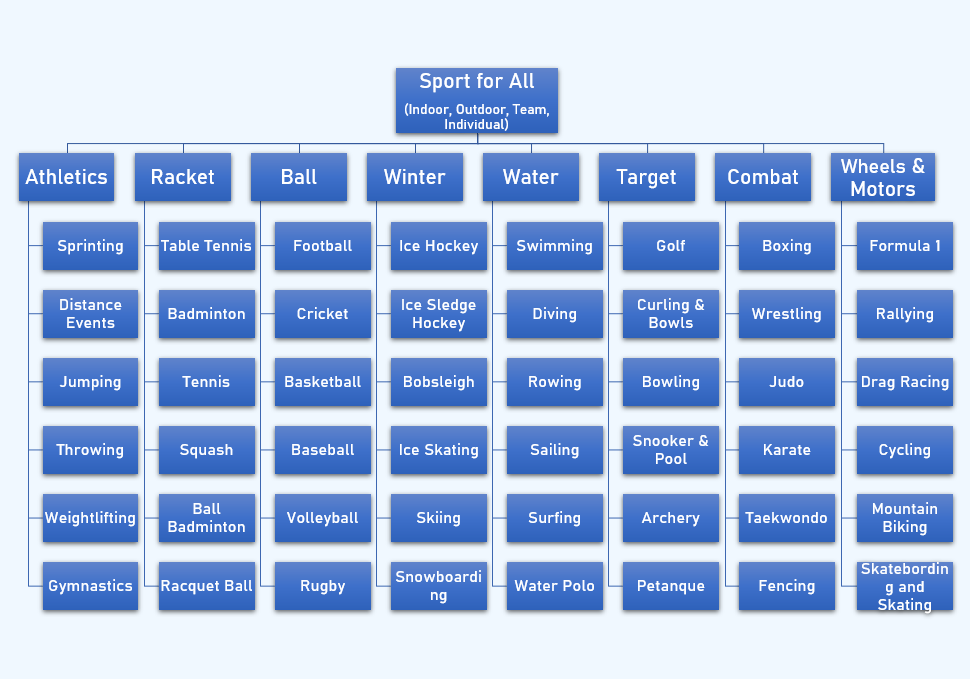 Sport for All
(Indoor, Outdoor, Team,
Individual)
Athletics
Racket
Ball
Winter
Water
Target
Combat
Wheels &
Motors
Sprinting
Table Tennis
Football
Ice Hockey
Swimming
Golf
Boxing
Formula 1
Distance
Events
Badminton
Cricket
Ice Sledge
Hockey
Diving
Curling &
Bowls
Wrestling
Rallying
Jumping
Tennis
Basketball
Bobsleigh
Rowing
Bowling
Judo
Drag Racing
Throwing
Squash
Baseball
Ice Skating
Sailing
Snooker &
Pool
Karate
Cycling
Weightlifting
Ball
Badminton
Volleyball
Skiing
Surfing
Archery
Taekwondo
Mountain
Biking
Gymnastics
Racquet Ball
Rugby
Snowboardi
ng
Water Polo
Petanque
Fencing
Skatebordin
g and
Skating